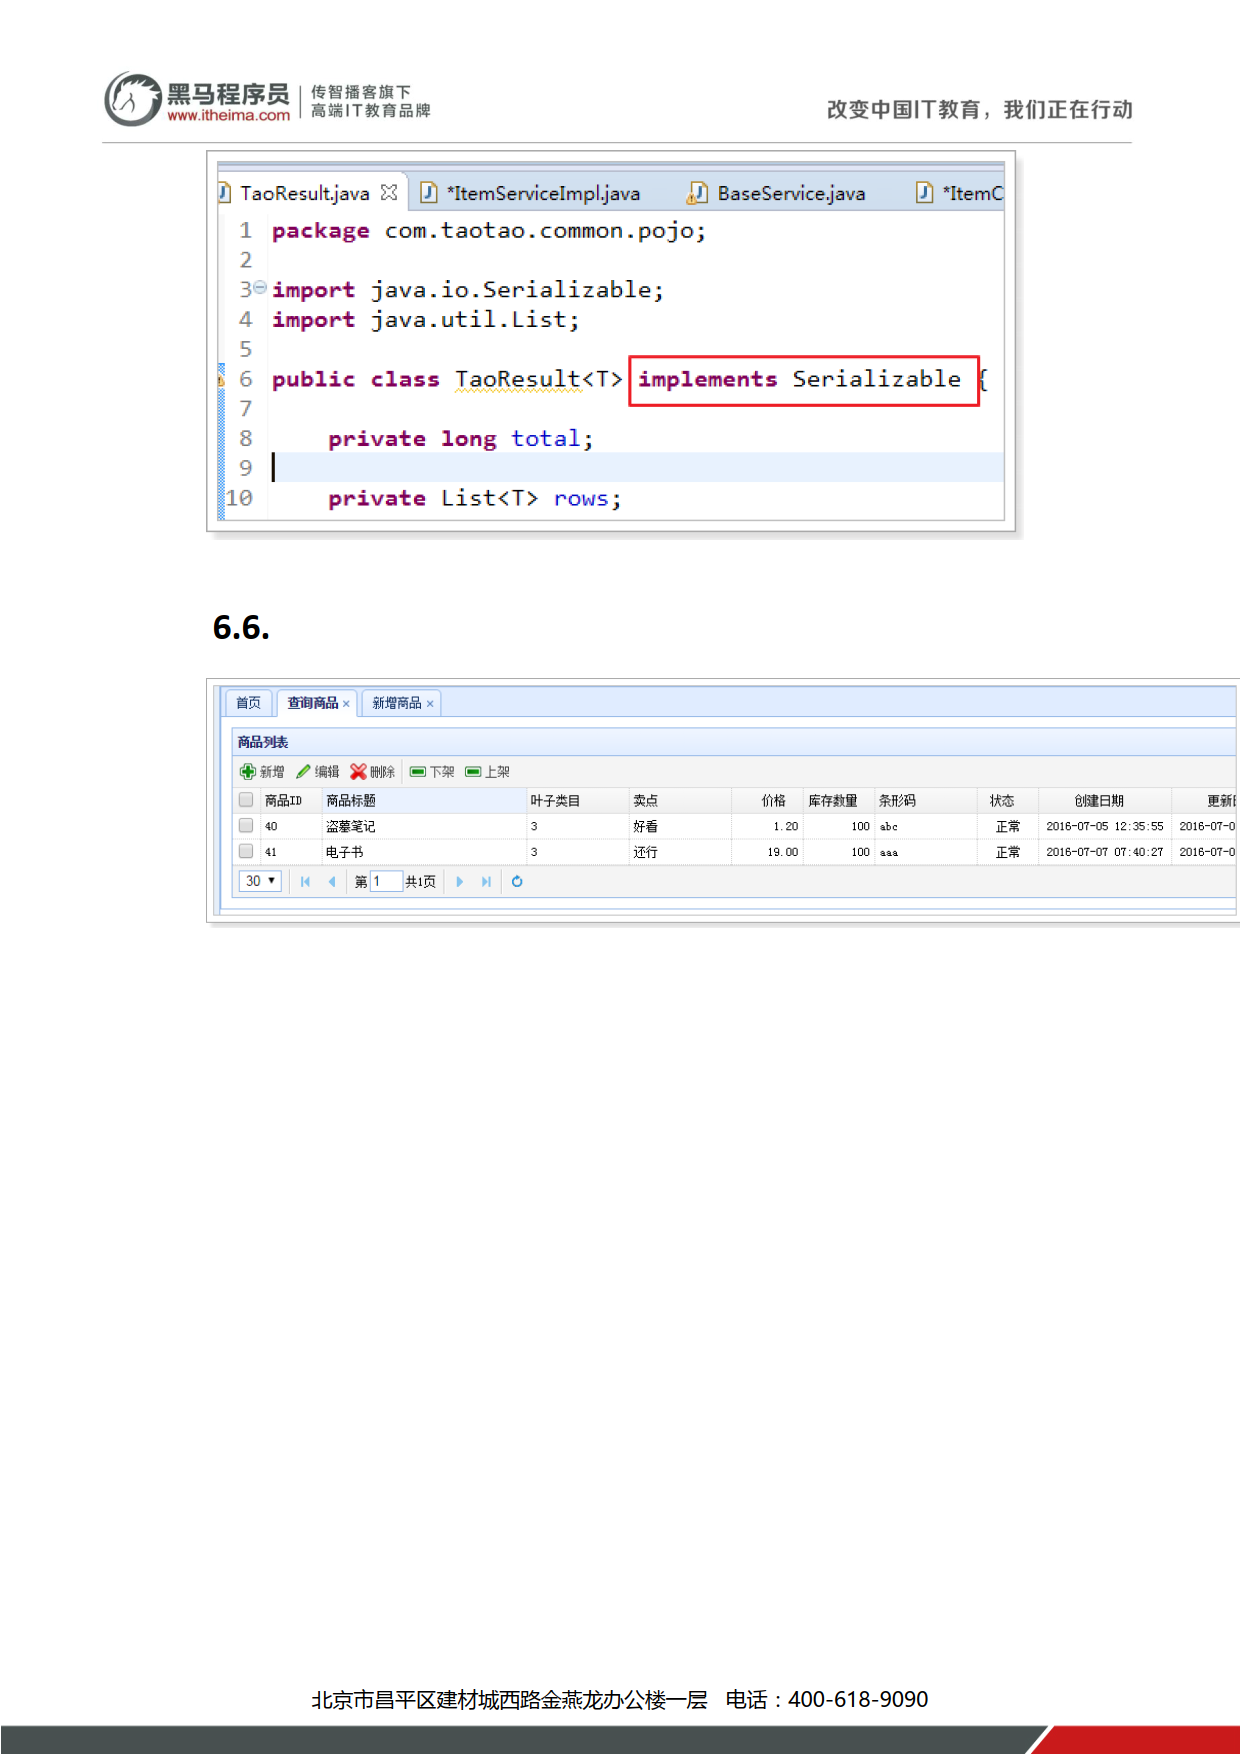 黑马程序员
www.itheima.com
传智播客旗下
高端IT教育品牌
改变中国IT教育，我们正在行动
TaoResult.java *ItemServiceImpl.java BaseService.java *ItemC
1 package com.taotao.common.pojo;
2
3 import java.io.Serializable;
4 import java.util.List;
5
6 public class TaoResult<T> implements Serializable {
7
8 private long total;
9
10 private List<T> rows;
6.6.
首页 查询商品 × 新增商品 ×
商品列表
新增 编辑 删除 下架 上架
商品ID 商品标题 叶子类目 卖点 价格 库存数量 条形码 状态 创建日期 更新
40 盗墓笔记 3 好看 1.20 100 abc 正常 2016-07-05 12:35:55 2016-07-0
41 电子书 3 还行 19.00 100 aaa 正常 2016-07-07 07:40:27 2016-07-0
30 第 1 共1页
北京市昌平区建材城西路金燕龙办公楼一层 电话：400-618-9090